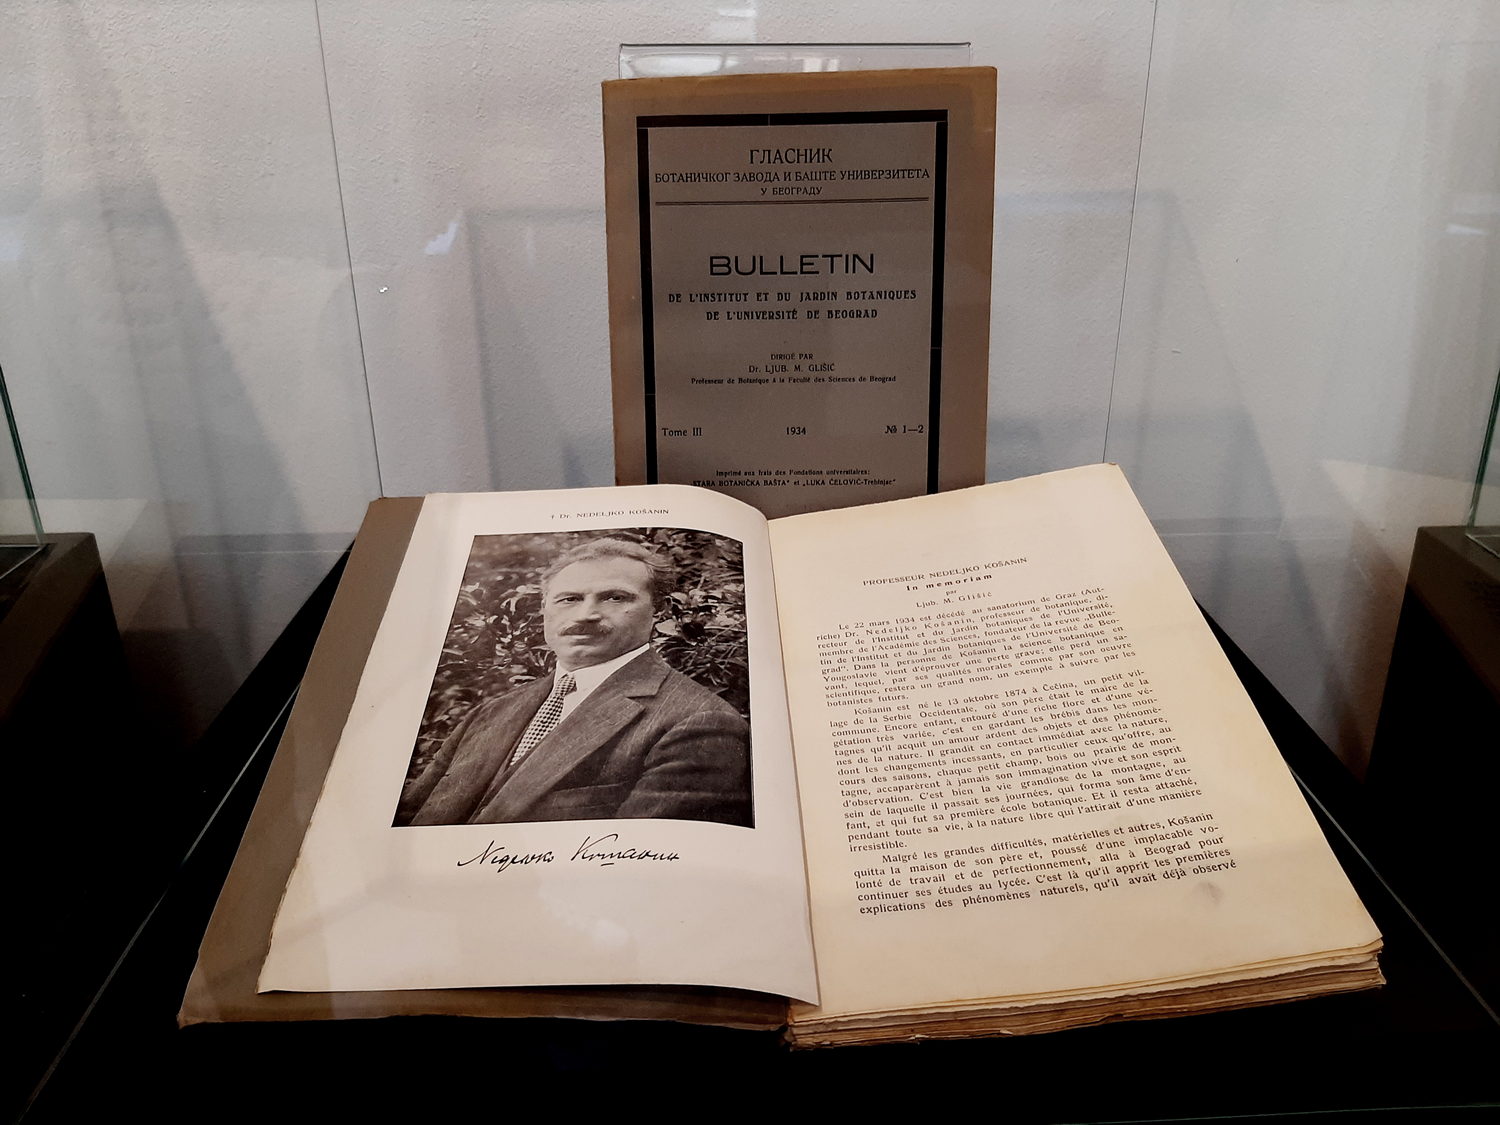 ГЛАСНИК
БОТАНИЧКОГ ЗАВОДА И БАШТЕ УНИВЕРЗИТЕТА
У БЕОГРАДУ
BULLETIN
DE L'INSTITUT ET DU JARDIN BOTANIQUES
DE L'UNIVERSITÉ DE BEOGRAD
DIRIGÉ PAR
Dr. LJUB. M. GLIŠIĆ
Professeur de Botanique à la Faculté des Sciences de Beograd
Tome III 1934 № 1—2
Imprimé aux frais des Fondations universitaires:
„STARA BOTANIČKA BAŠTA" et „LUKA ĆELOVIĆ-Trebinjac"
† Dr. NEDELJKO KOŠANIN
PROFESSEUR NEDELJKO KOŠANIN
In memoriam
par
Ljub. M. Glišić
Le 22 mars 1934 est décédé au sanatorium de Graz (Aut-
riche) Dr. Nedeljko Košanin, professeur de botanique, di-
recteur de l'Institut et du Jardin botaniques de l'Université,
membre de l'Académie des Sciences, fondateur de la revue „Bulle-
tin de l'Institut et du Jardin botaniques de l'Université de Beo-
grad". Dans la personne de Košanin la science botanique en
Yougoslavie vient d'éprouver une perte grave; elle perd un sa-
vant, lequel, par ses qualités morales comme par son oeuvre
scientifique, restera un grand nom, un exemple à suivre par les
botanistes futurs.
Košanin est né le 13 oktobre 1874 à Čečina, un petit vil-
lage de la Serbie Occidentale, où son père était le maire de la
commune. Encore enfant, entouré d'une riche flore et d'une vé-
gétation très variée, c'est en gardant les brébis dans les mon-
tagnes qu'il acquit un amour ardent des objets et des phénomé-
nes de la nature. Il grandit en contact immédiat avec la nature,
dont les changements incessants, en particulier ceux qu'offre, au
cours des saisons, chaque petit champ, bois ou prairie de mon-
tagne, accaparèrent à jamais son immagination vive et son esprit
d'observation. C'est bien la vie grandiose de la montagne, au
sein de laquelle il passait ses journées, qui forma son âme d'en-
fant, et qui fut sa première école botanique. Et il resta attaché,
pendant toute sa vie, à la nature libre qui l'attirait d'une manière
irresistible.
Malgré les grandes difficultés, matérielles et autres, Košanin
quitta la maison de son père et, poussé d'une implacable vo-
lonté de travail et de perfectionnement, alla à Beograd pour
continuer ses études au lycée. C'est là qu'il apprit les premières
explications des phénomènes naturels, qu'il avait déjà observé